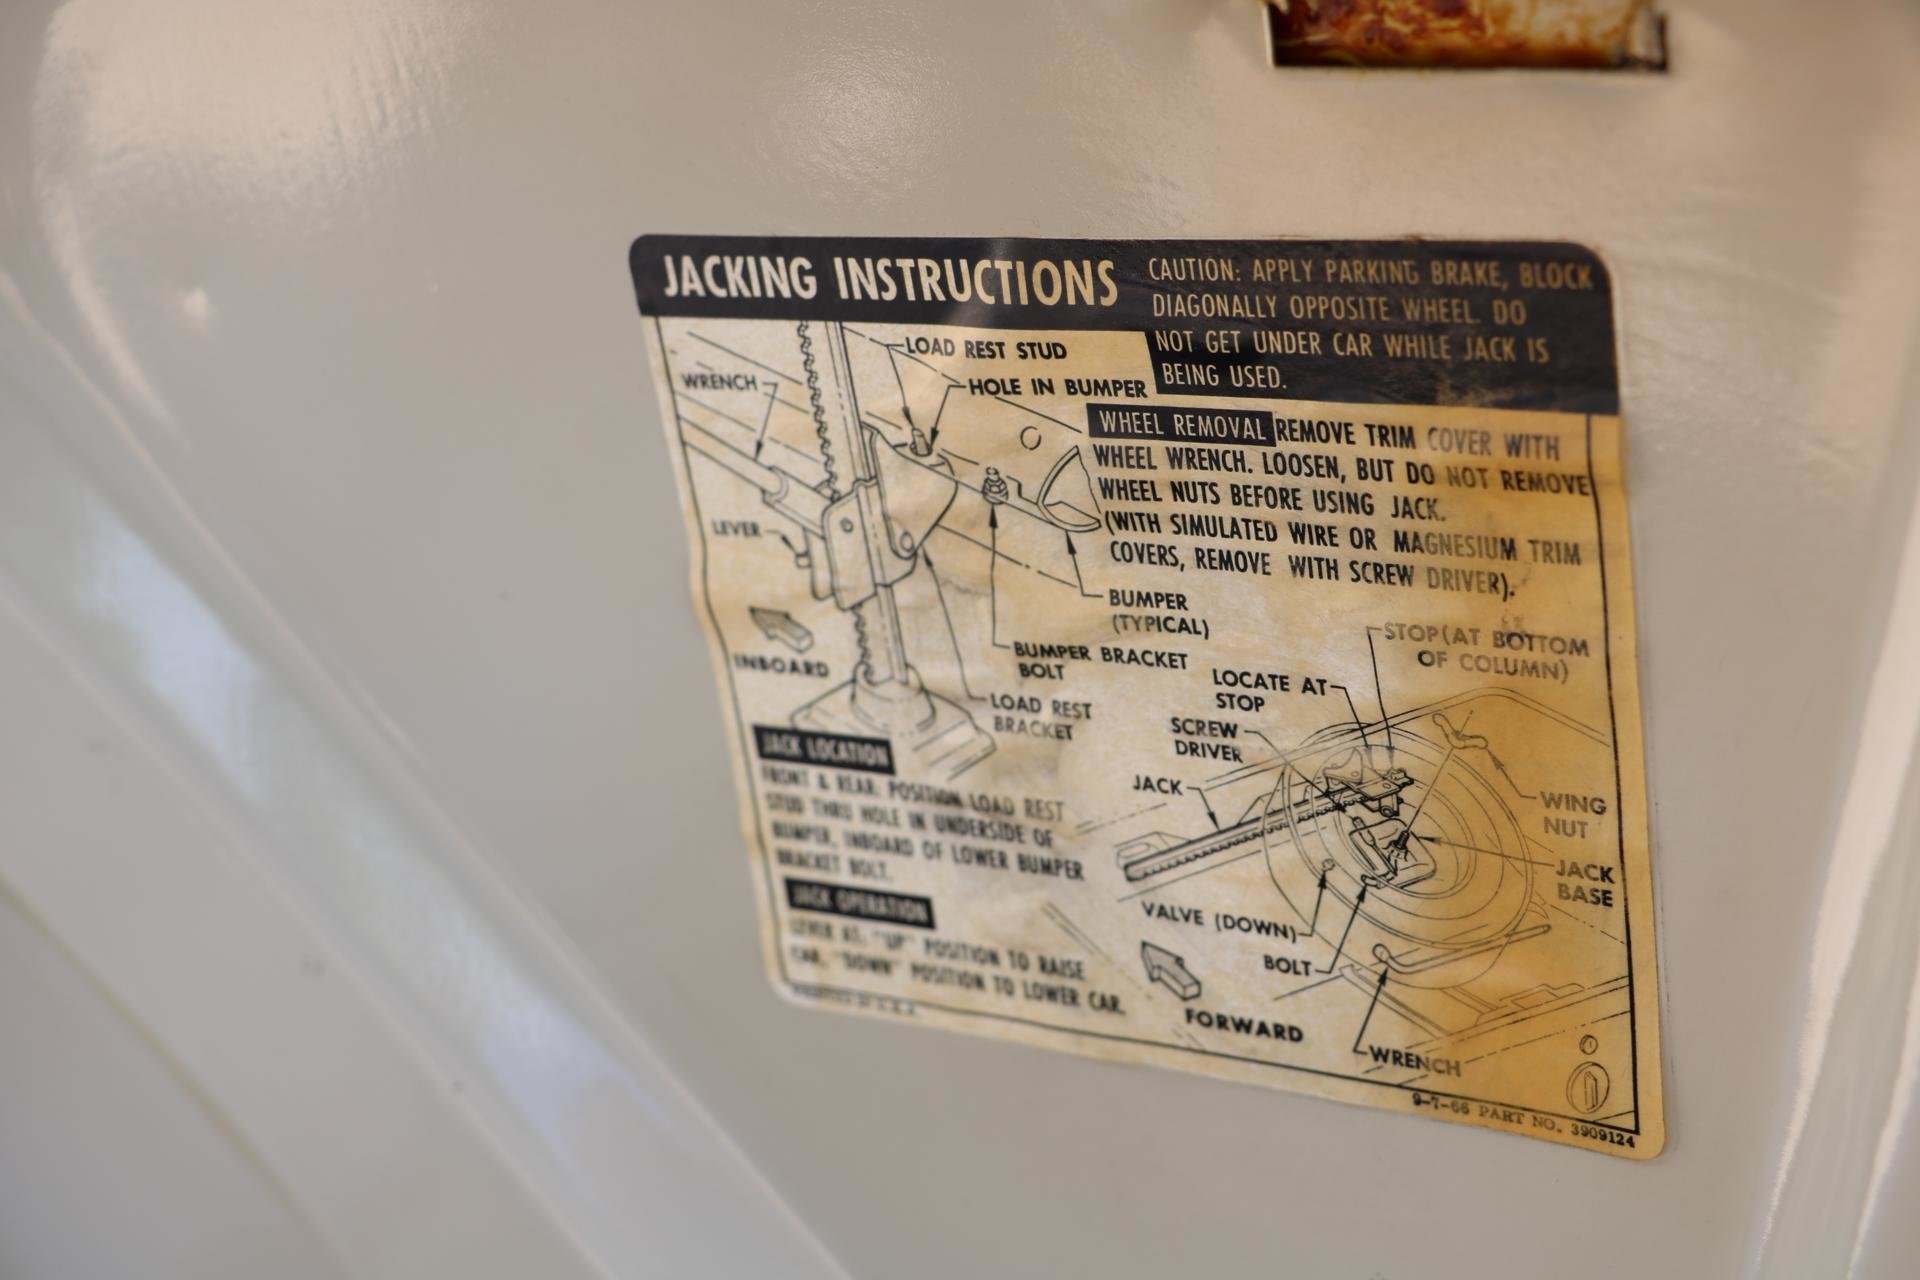 JACKING INSTRUCTIONS
CAUTION: APPLY PARKING BRAKE, BLOCK
DIAGONALLY OPPOSITE WHEEL. DO
NOT GET UNDER CAR WHILE JACK IS
BEING USED.
LOAD REST STUD
WRENCH
HOLE IN BUMPER
LEVER
INBOARD
BUMPER
(TYPICAL)
BUMPER BRACKET
BOLT
LOAD REST
BRACKET
WHEEL REMOVAL REMOVE TRIM COVER WITH
WHEEL WRENCH. LOOSEN, BUT DO NOT REMOVE
WHEEL NUTS BEFORE USING JACK.
(WITH SIMULATED WIRE OR MAGNESIUM TRIM
COVERS, REMOVE WITH SCREW DRIVER).
JACK LOCATION
FRONT & REAR: POSITION LOAD REST
STUD THRU HOLE IN UNDERSIDE OF
BUMPER, INBOARD OF LOWER BUMPER
BRACKET BOLT.
JACK OPERATION
LEVER AT: "UP" POSITION TO RAISE
CAR, "DOWN" POSITION TO LOWER CAR.
PRINTED IN U.S.A.
STOP (AT BOTTOM
OF COLUMN)
LOCATE AT
STOP
SCREW
DRIVER
JACK
WING
NUT
JACK
BASE
VALVE (DOWN)
BOLT
FORWARD
WRENCH
9-7-66 PART NO. 3909124